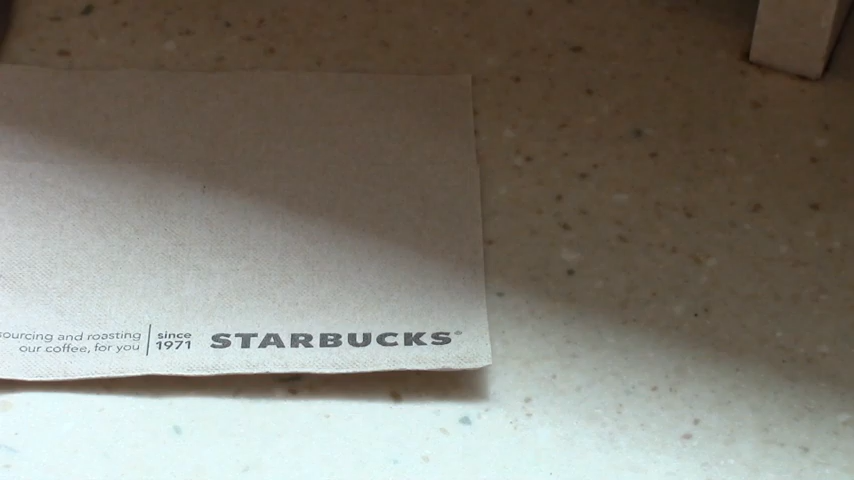 sourcing and roasting
our coffee, for you
since
1971
STARBUCKS®